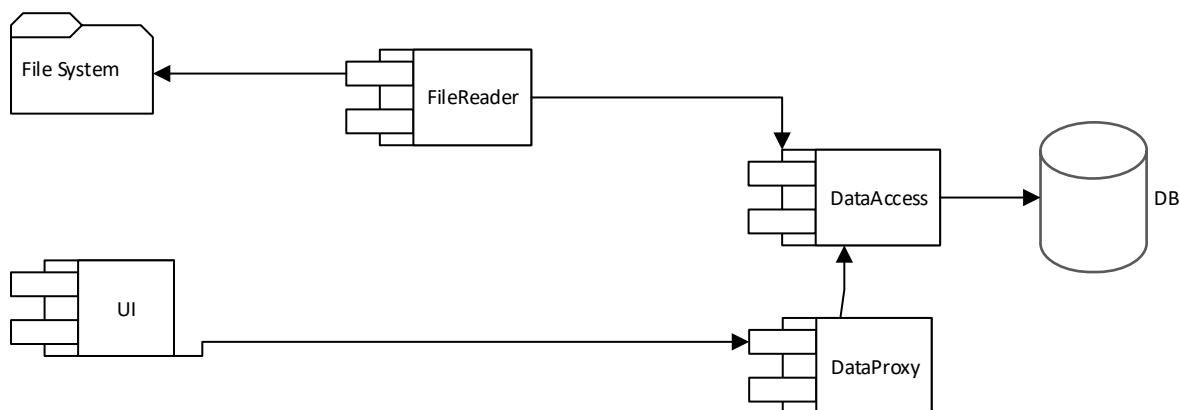 File System
FileReader
DataAccess
DB
UI
DataProxy